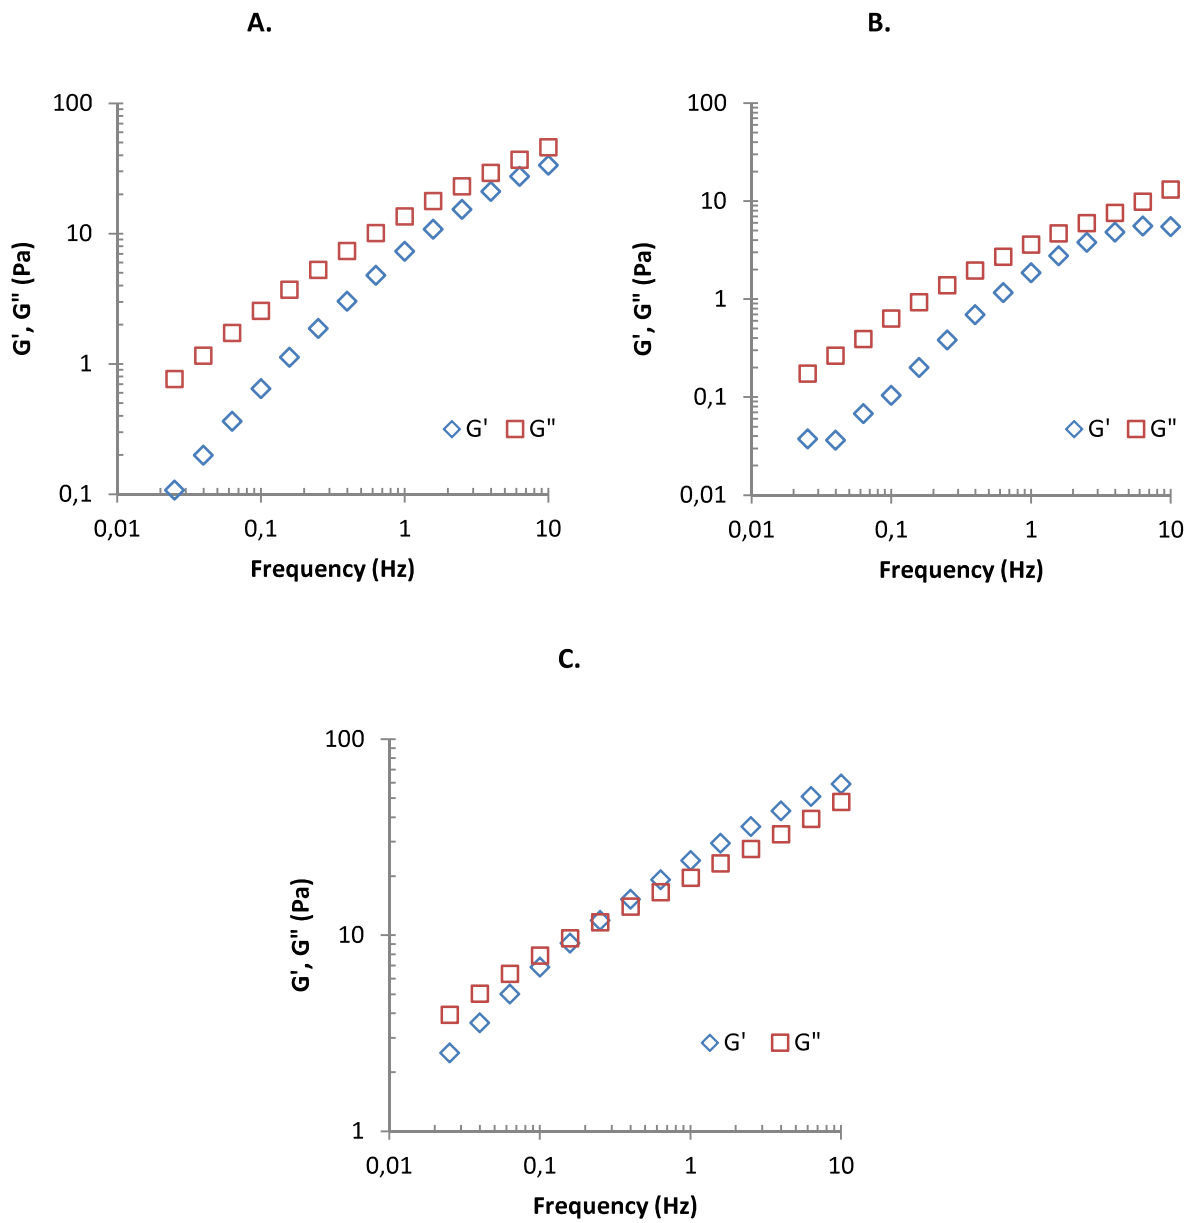 A.
100
10
1
0,1
0,01
0,1
1
10
G', G" (Pa)
Frequency (Hz)
G' G"
B.
100
10
1
0,1
0,01
0,01
0,1
1
10
G', G" (Pa)
Frequency (Hz)
G' G"
C.
100
10
1
0,01
0,1
1
10
G', G" (Pa)
Frequency (Hz)
G' G"